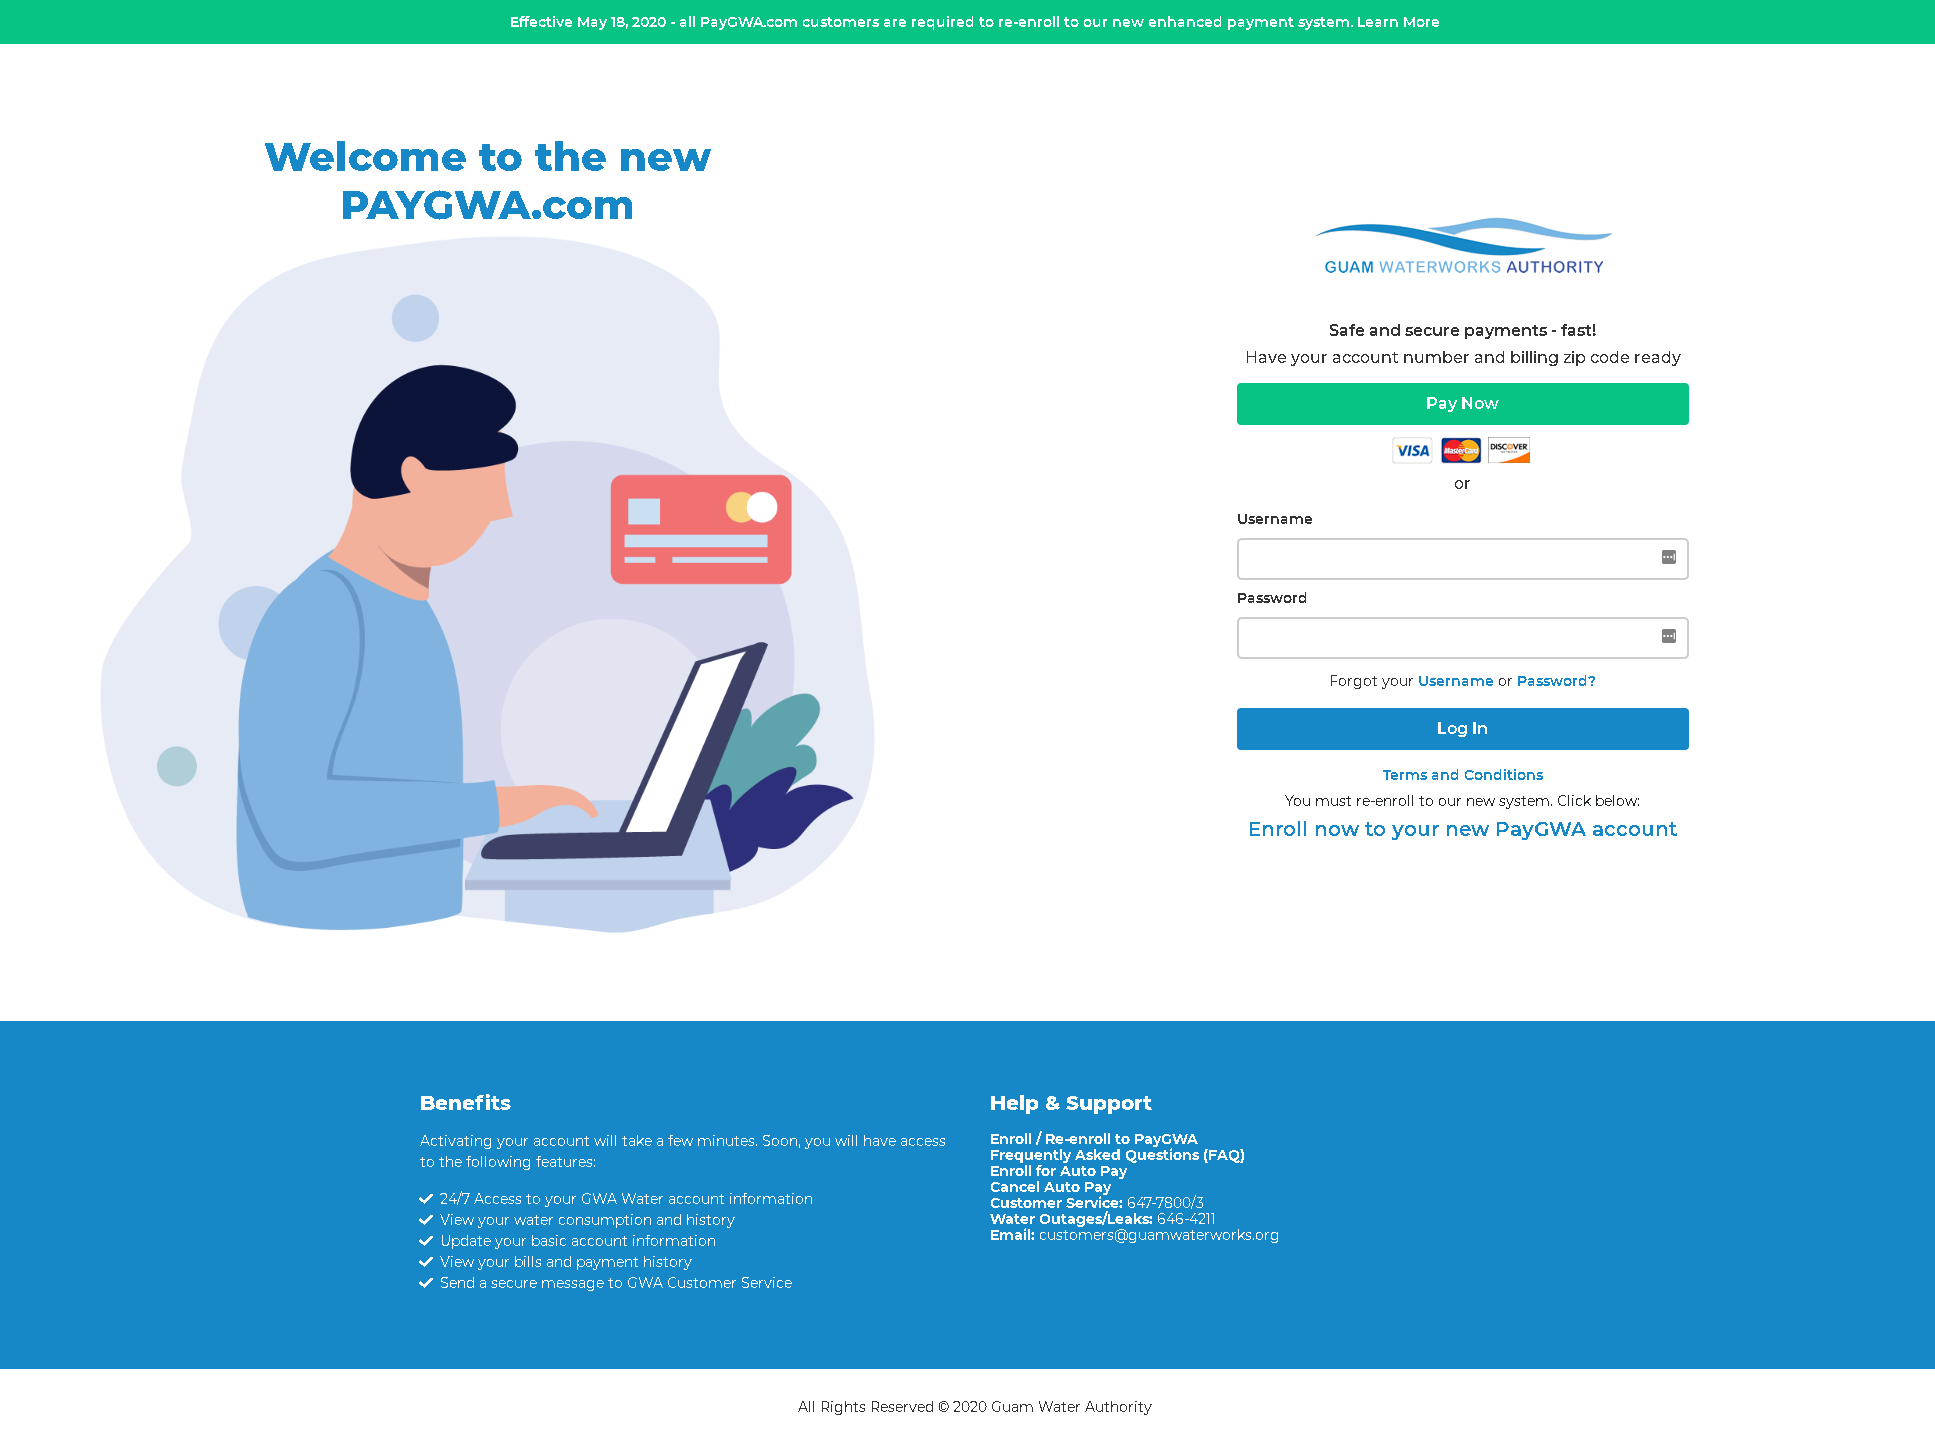 Effective May 18, 2020 - all PayGWA.com customers are required to re-enroll to our new enhanced payment system. Learn More
Welcome to the new
PAYGWA.com
GUAM WATERWORKS AUTHORITY
Safe and secure payments - fast!
Have your account number and billing zip code ready
Pay Now
VISA MasterCard DISCOVER
or
Username
Password
Forgot your Username or Password?
Log In
Terms and Conditions
You must re-enroll to our new system. Click below:
Enroll now to your new PayGWA account
Benefits
Activating your account will take a few minutes. Soon, you will have access
to the following features:
24/7 Access to your GWA Water account information
View your water consumption and history
Update your basic account information
View your bills and payment history
Send a secure message to GWA Customer Service
Help & Support
Enroll / Re-enroll to PayGWA
Frequently Asked Questions (FAQ)
Enroll for Auto Pay
Cancel Auto Pay
Customer Service: 647-7800/3
Water Outages/Leaks: 646-4211
Email: customers@guamwaterworks.org
All Rights Reserved © 2020 Guam Water Authority